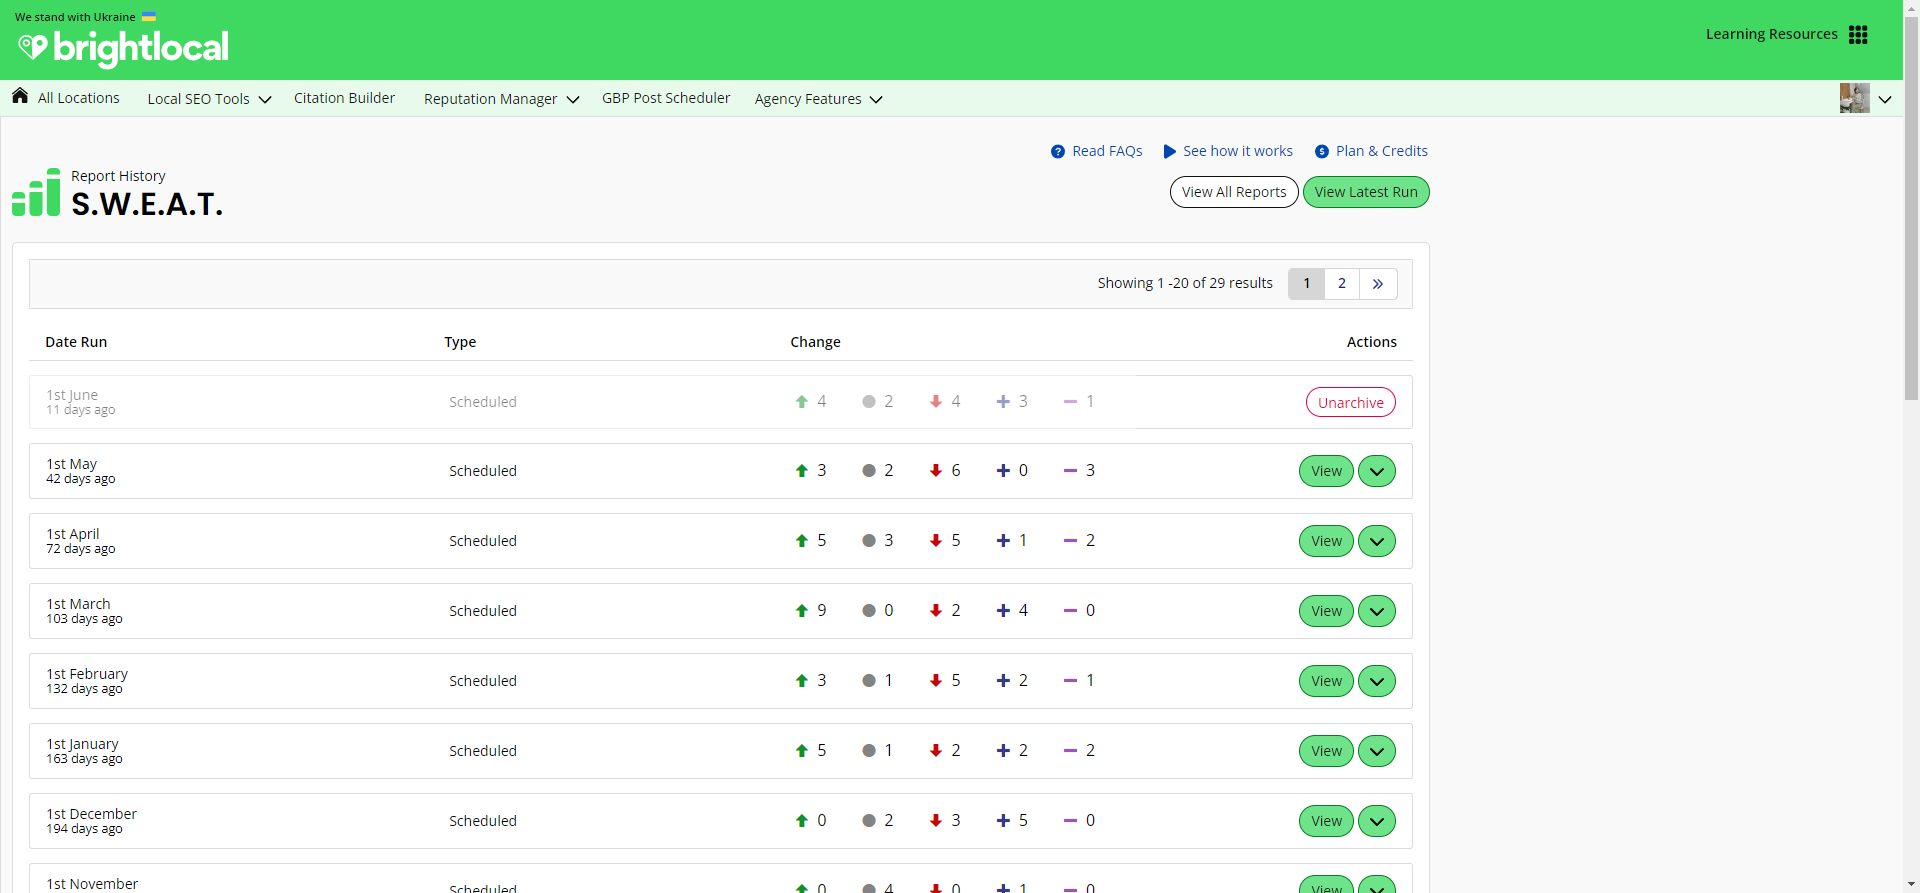 We stand with Ukraine
brightlocal
Learning Resources
All Locations Local SEO Tools Citation Builder Reputation Manager GBP Post Scheduler Agency Features
Read FAQs See how it works Plan & Credits
Report History
S.W.E.A.T.
View All Reports View Latest Run
Showing 1 -20 of 29 results 1 2 »
Date Run Type Change Actions
1st June
11 days ago
Scheduled 4 2 4 3 1 Unarchive
1st May
42 days ago
Scheduled 3 2 6 0 3 View
1st April
72 days ago
Scheduled 5 3 5 1 2 View
1st March
103 days ago
Scheduled 9 0 2 4 0 View
1st February
132 days ago
Scheduled 3 1 5 2 1 View
1st January
163 days ago
Scheduled 5 1 2 2 2 View
1st December
194 days ago
Scheduled 0 2 3 5 0 View
1st November
Scheduled 0 4 0 1 0 View